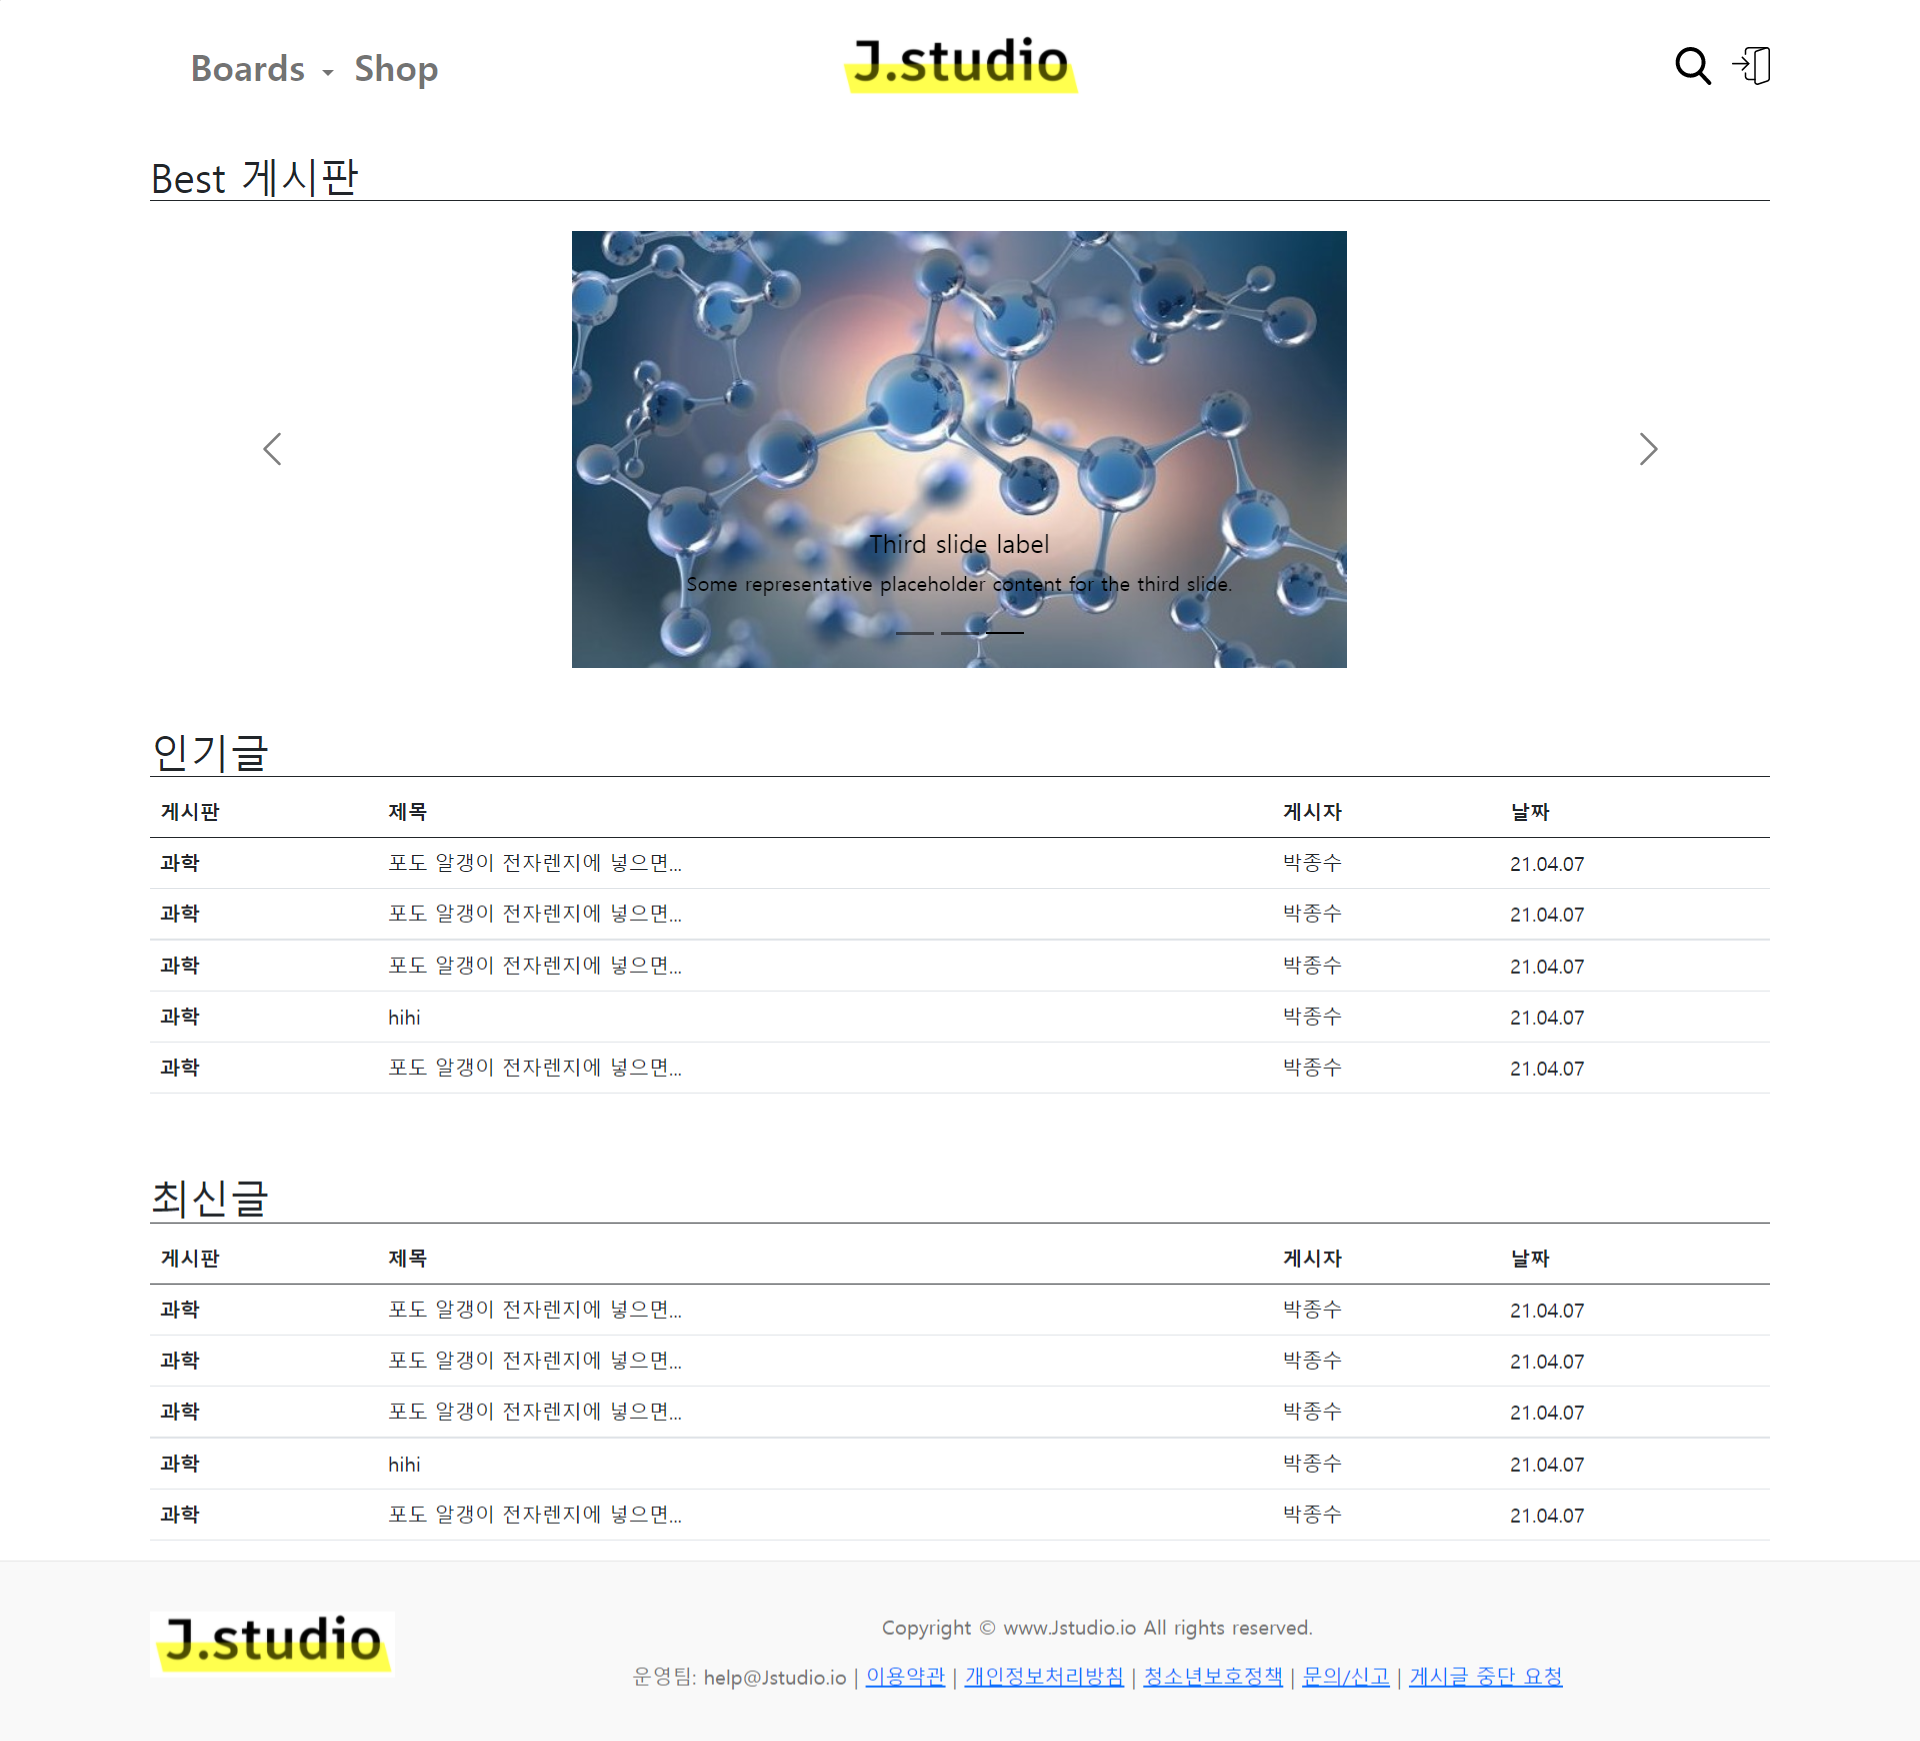 Boards Shop
J.studio
Best 게시판
Third slide label
Some representative placeholder content for the third slide.
인기글
게시판 제목 게시자 날짜
과학 포도 알갱이 전자렌지에 넣으면... 박종수 21.04.07
과학 포도 알갱이 전자렌지에 넣으면... 박종수 21.04.07
과학 포도 알갱이 전자렌지에 넣으면... 박종수 21.04.07
과학 hihi 박종수 21.04.07
과학 포도 알갱이 전자렌지에 넣으면... 박종수 21.04.07
최신글
게시판 제목 게시자 날짜
과학 포도 알갱이 전자렌지에 넣으면... 박종수 21.04.07
과학 포도 알갱이 전자렌지에 넣으면... 박종수 21.04.07
과학 포도 알갱이 전자렌지에 넣으면... 박종수 21.04.07
과학 hihi 박종수 21.04.07
과학 포도 알갱이 전자렌지에 넣으면... 박종수 21.04.07
J.studio
Copyright © www.Jstudio.io All rights reserved.
운영팀: help@Jstudio.io | 이용약관 | 개인정보처리방침 | 청소년보호정책 | 문의/신고 | 게시글 중단 요청